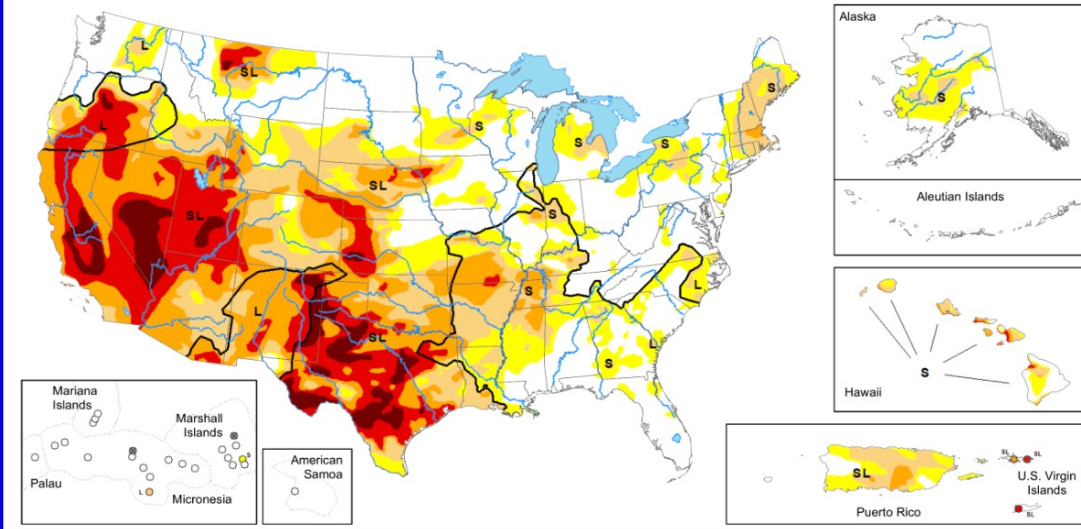 L
SL
L
SL
SL
L
SL
S
S
S
S
S
S
S
L
L
Alaska
S
Aleutian Islands
S
Hawaii
SL
SL
SL
U.S. Virgin
Islands
SL
Puerto Rico
Mariana
Islands
Marshall
Islands
S
Palau
L
Micronesia
American
Samoa